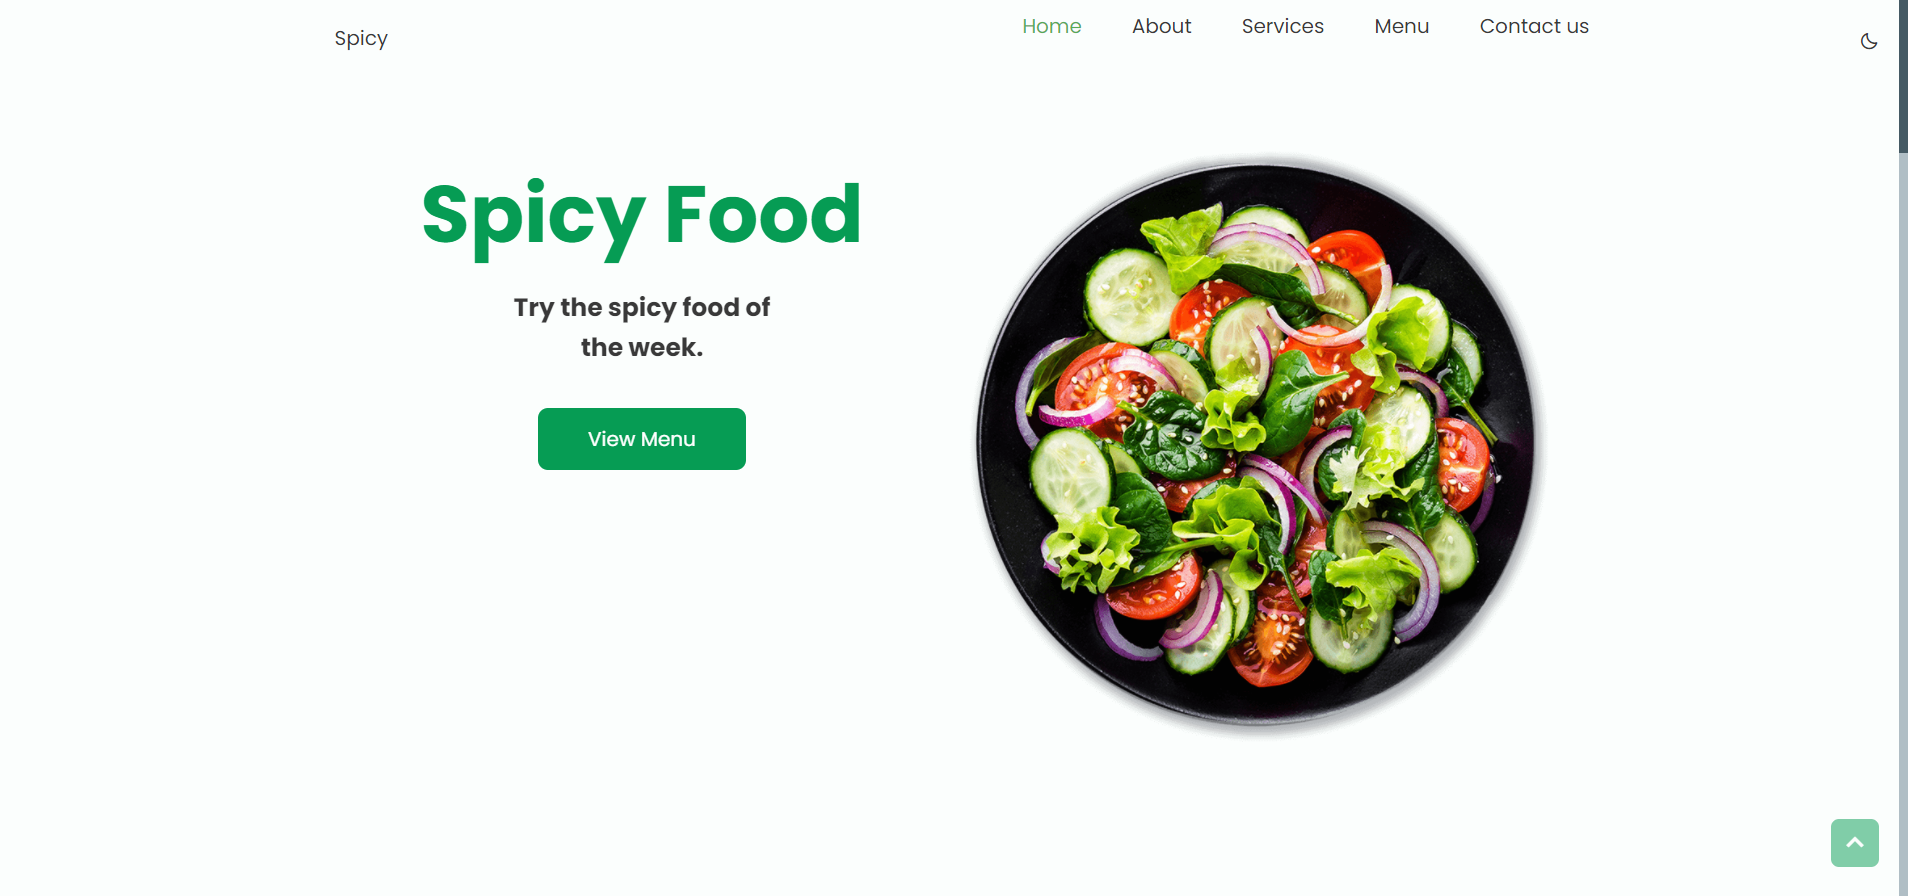 Spicy
Home About Services Menu Contact us
Spicy Food
Try the spicy food of
the week.
View Menu